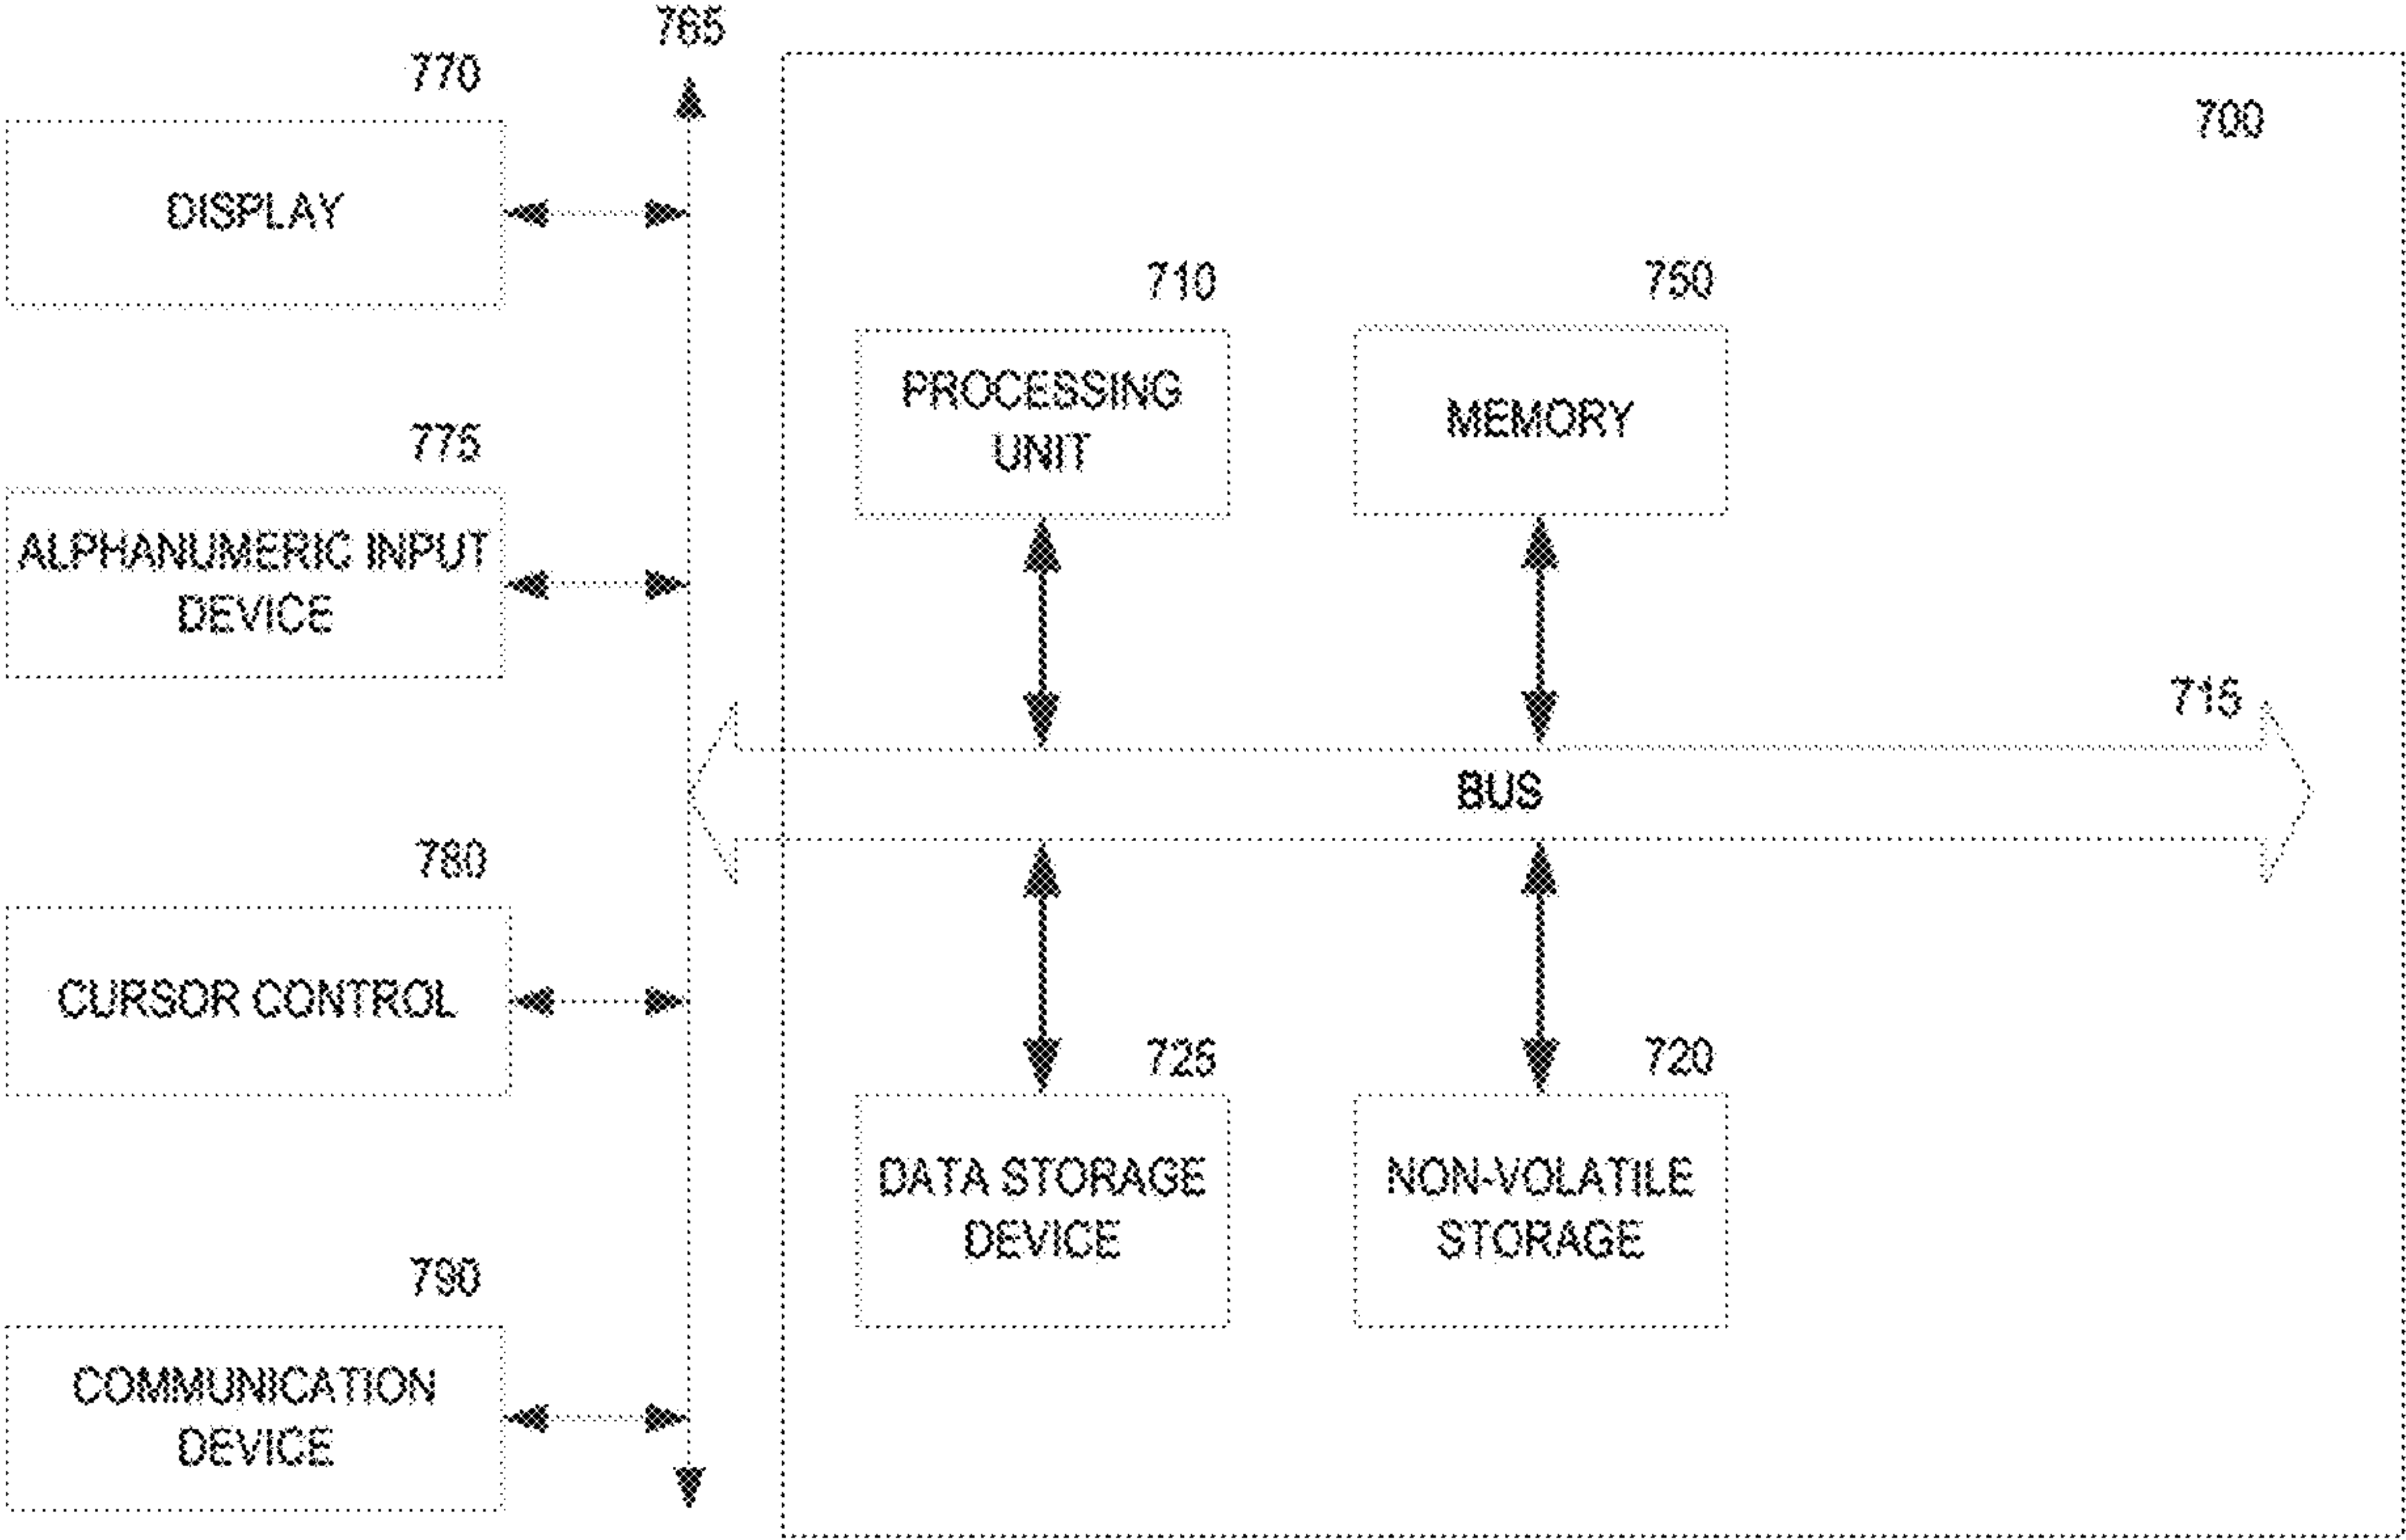 765
770
700
DISPLAY
710
750
PROCESSING
UNIT
MEMORY
775
ALPHANUMERIC INPUT
DEVICE
715
BUS
780
CURSOR CONTROL
725
720
DATA STORAGE
DEVICE
NON-VOLATILE
STORAGE
790
COMMUNICATION
DEVICE